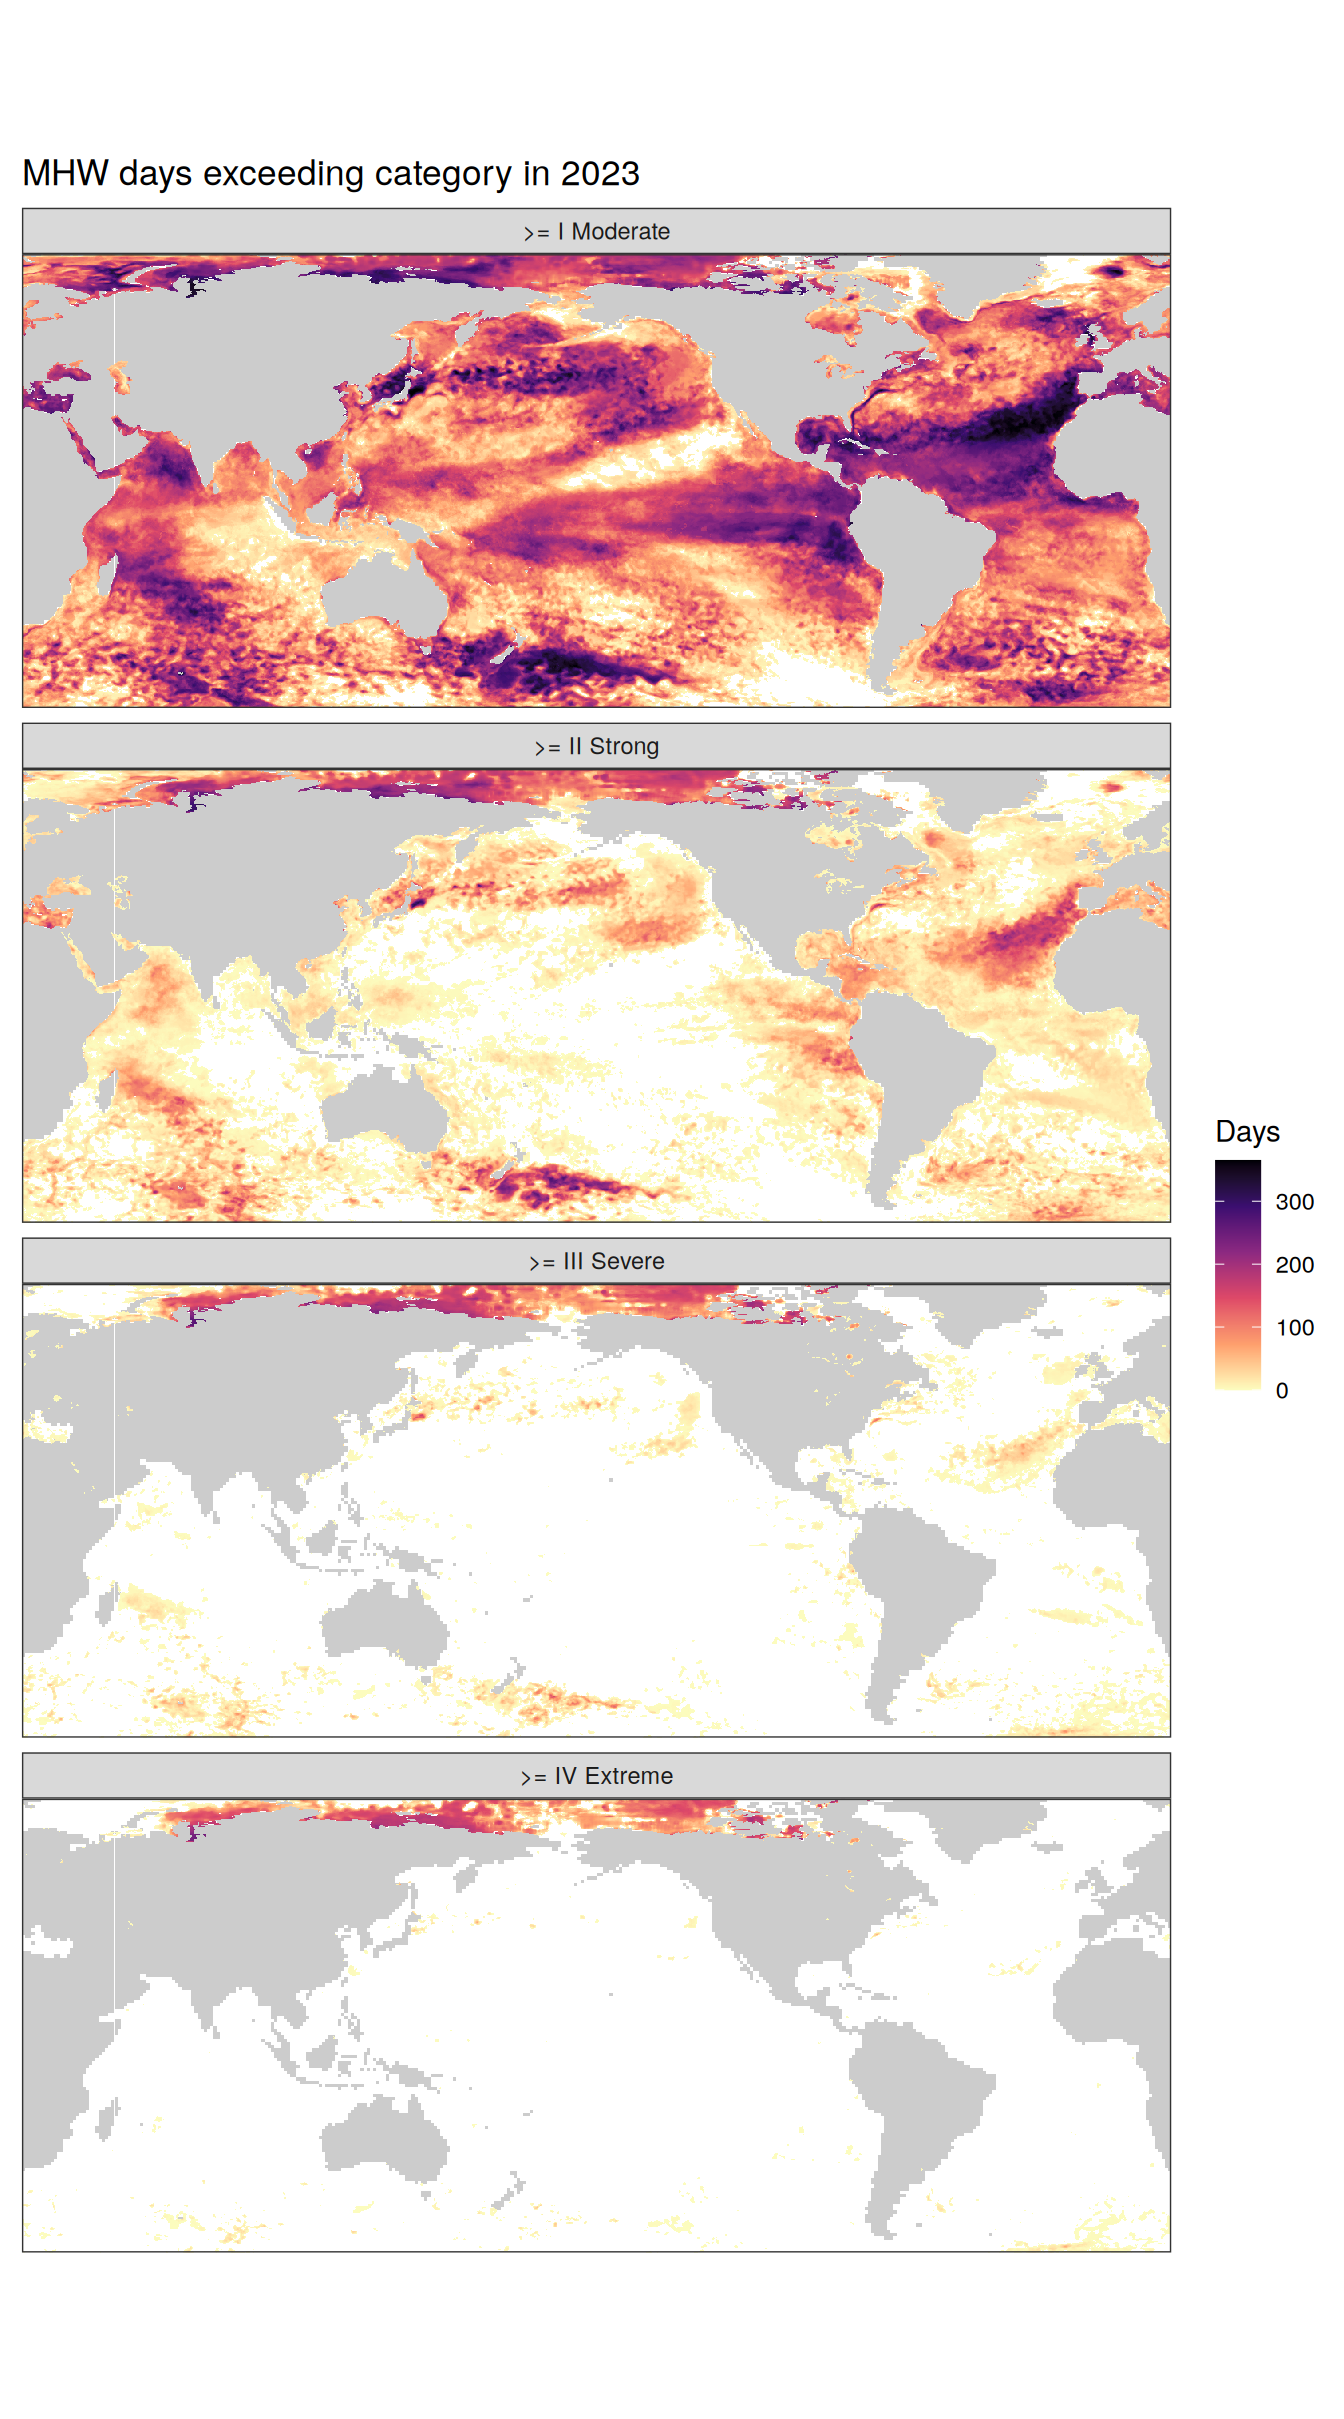 MHW days exceeding category in 2023
>= I Moderate
>= II Strong
>= III Severe
>= IV Extreme
Days
300
200
100
0